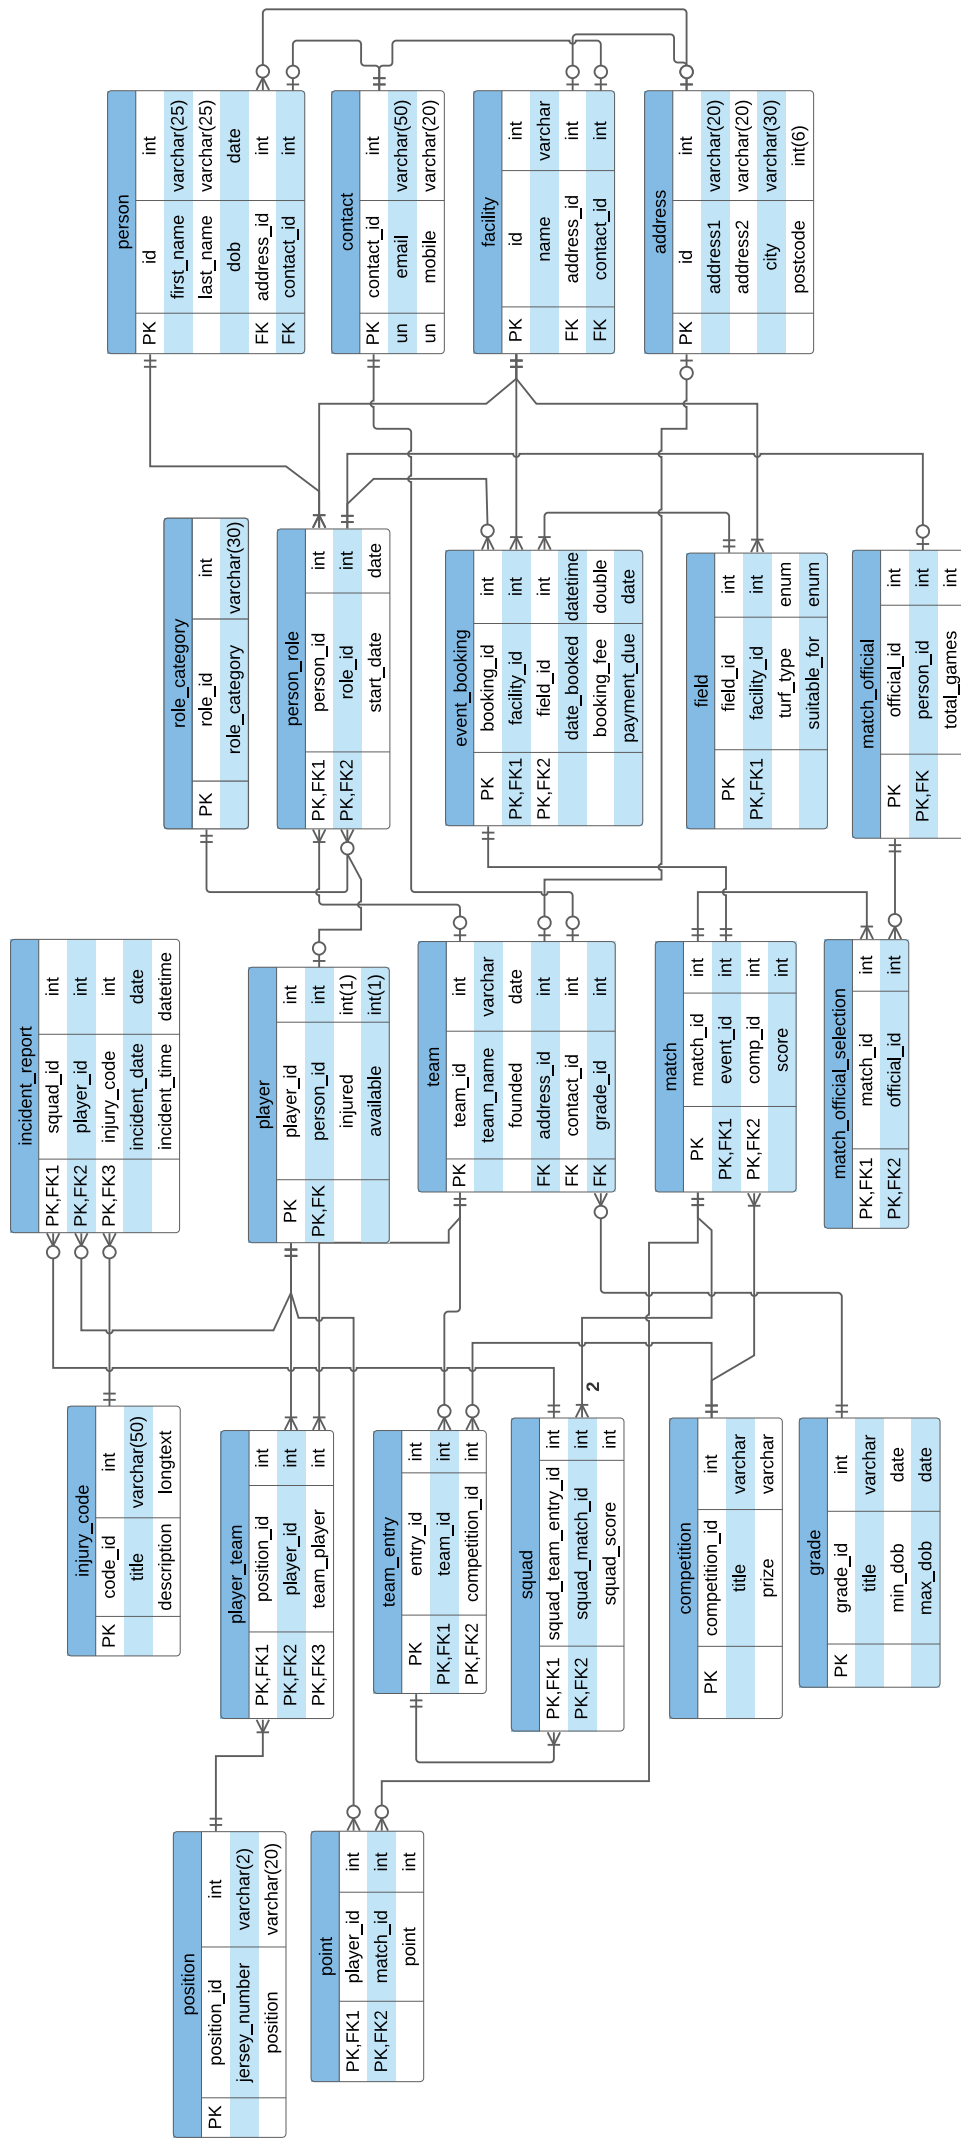 person
PK id int
first_name varchar(25)
last_name varchar(25)
dob date
FK address_id int
FK contact_id int
contact
PK contact_id int
un email varchar(50)
un mobile varchar(20)
facility
PK id int
name varchar
FK address_id int
FK contact_id int
address
PK id int
address1 varchar(20)
address2 varchar(20)
city varchar(30)
postcode int(6)
role_category
PK role_id int
role_category varchar(30)
person_role
PK,FK1 person_id int
PK,FK2 role_id int
start_date date
event_booking
PK booking_id int
PK,FK1 facility_id int
PK,FK2 field_id int
date_booked datetime
booking_fee double
payment_due date
field
PK field_id int
PK,FK1 facility_id int
turf_type enum
suitable_for enum
match_official
PK official_id int
PK,FK person_id int
total_games int
incident_report
PK,FK1 squad_id int
PK,FK2 player_id int
PK,FK3 injury_code int
incident_date date
incident_time datetime
player
PK player_id int
PK,FK person_id int
injured int(1)
available int(1)
team
PK team_id int
team_name varchar
founded date
FK address_id int
FK contact_id int
FK grade_id int
match
PK match_id int
PK,FK1 event_id int
PK,FK2 comp_id int
score int
match_official_selection
PK,FK1 match_id int
PK,FK2 official_id int
2
injury_code
PK code_id int
title varchar(50)
description longtext
player_team
PK,FK1 position_id int
PK,FK2 player_id int
PK,FK3 team_player int
team_entry
PK entry_id int
PK,FK1 team_id int
PK,FK2 competition_id int
squad
PK,FK1 squad_team_entry_id int
PK,FK2 squad_match_id int
squad_score int
competition
PK competition_id int
title varchar
prize varchar
grade
PK grade_id int
title varchar
min_dob date
max_dob date
position
PK position_id int
jersey_number varchar(2)
position varchar(20)
point
PK,FK1 player_id int
PK,FK2 match_id int
point int